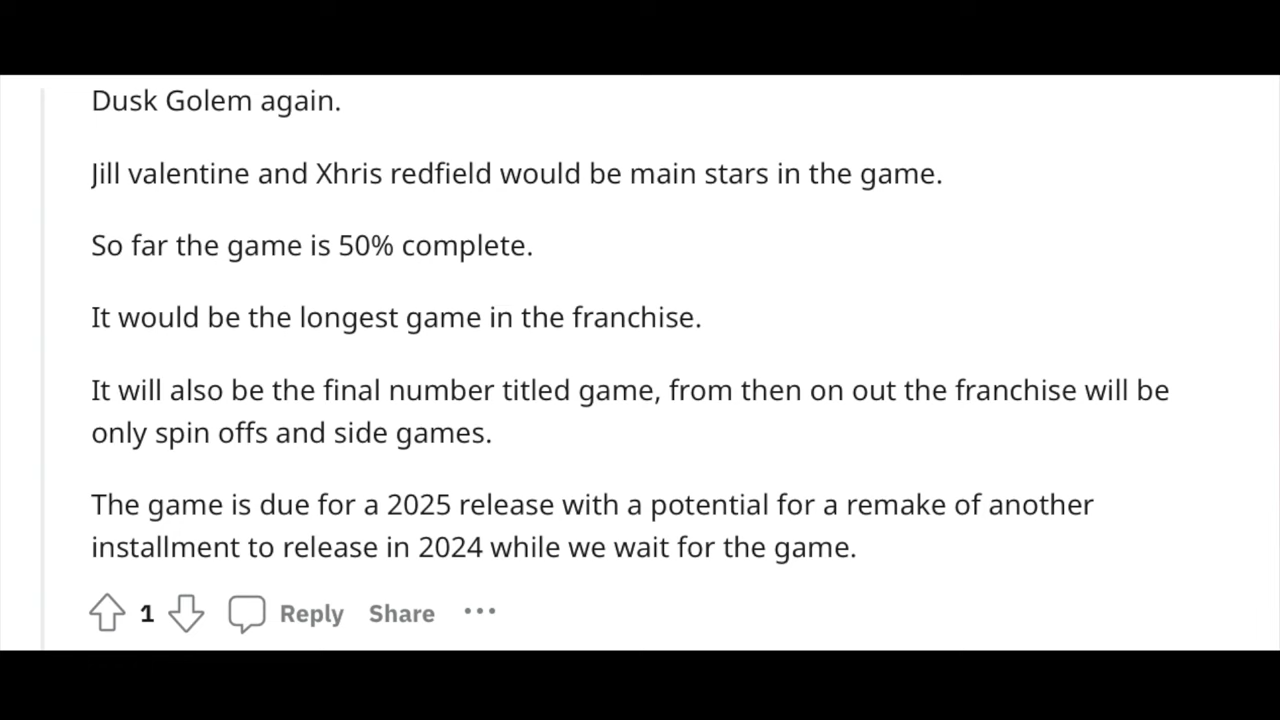 Dusk Golem again.
Jill valentine and Xhris redfield would be main stars in the game.
So far the game is 50% complete.
It would be the longest game in the franchise.
It will also be the final number titled game, from then on out the franchise will be
only spin offs and side games.
The game is due for a 2025 release with a potential for a remake of another
installment to release in 2024 while we wait for the game.
1 Reply Share ···